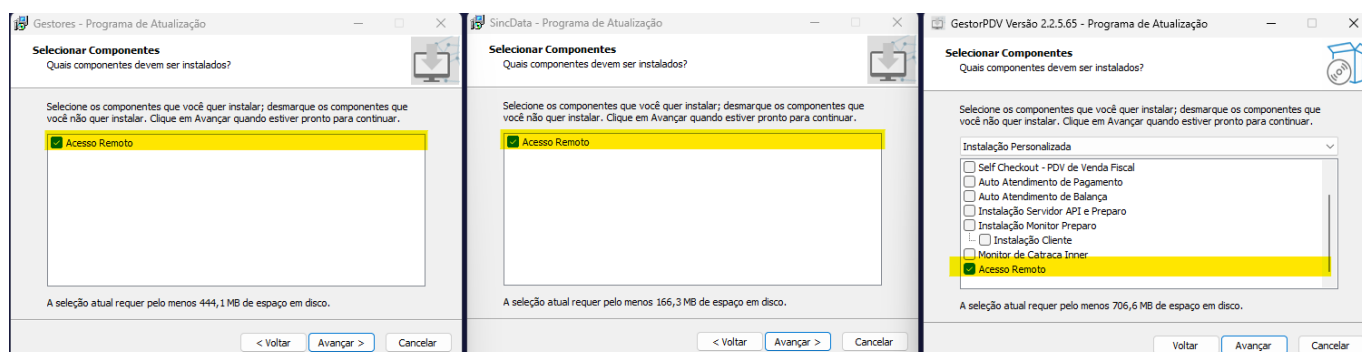 Gestores - Programa de Atualização
Selecionar Componentes
Quais componentes devem ser instalados?
Selecione os componentes que você quer instalar; desmarque os componentes que
você não quer instalar. Clique em Avançar quando estiver pronto para continuar.
Acesso Remoto
A seleção atual requer pelo menos 444,1 MB de espaço em disco.
< Voltar
Avançar >
Cancelar
SincData - Programa de Atualização
Selecionar Componentes
Quais componentes devem ser instalados?
Selecione os componentes que você quer instalar; desmarque os componentes que
você não quer instalar. Clique em Avançar quando estiver pronto para continuar.
Acesso Remoto
A seleção atual requer pelo menos 166,3 MB de espaço em disco.
< Voltar
Avançar >
Cancelar
GestorPDV Versão 2.2.5.65 - Programa de Atualização
Selecionar Componentes
Quais componentes devem ser instalados?
Selecione os componentes que você quer instalar; desmarque os componentes que
você não quer instalar. Clique em Avançar quando estiver pronto para continuar.
Instalação Personalizada
Self Checkout - PDV de Venda Fiscal
Auto Atendimento de Pagamento
Auto Atendimento de Balança
Instalação Servidor API e Preparo
Instalação Monitor Preparo
Instalação Cliente
Monitor de Catraca Inner
Acesso Remoto
A seleção atual requer pelo menos 706,6 MB de espaço em disco.
Voltar
Avançar
Cancelar